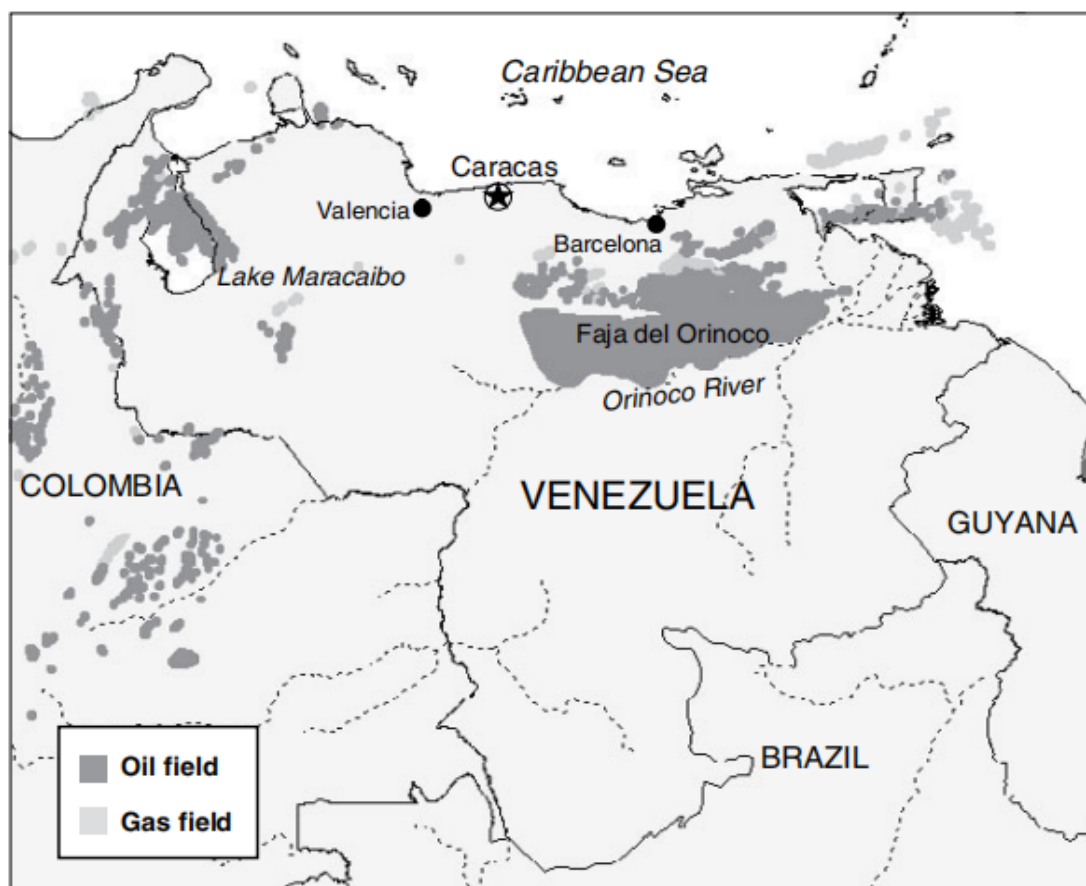 Caribbean Sea
Caracas
Valencia
Barcelona
Lake Maracaibo
Faja del Orinoco
Orinoco River
COLOMBIA
VENEZUELA
GUYANA
BRAZIL
Oil field
Gas field